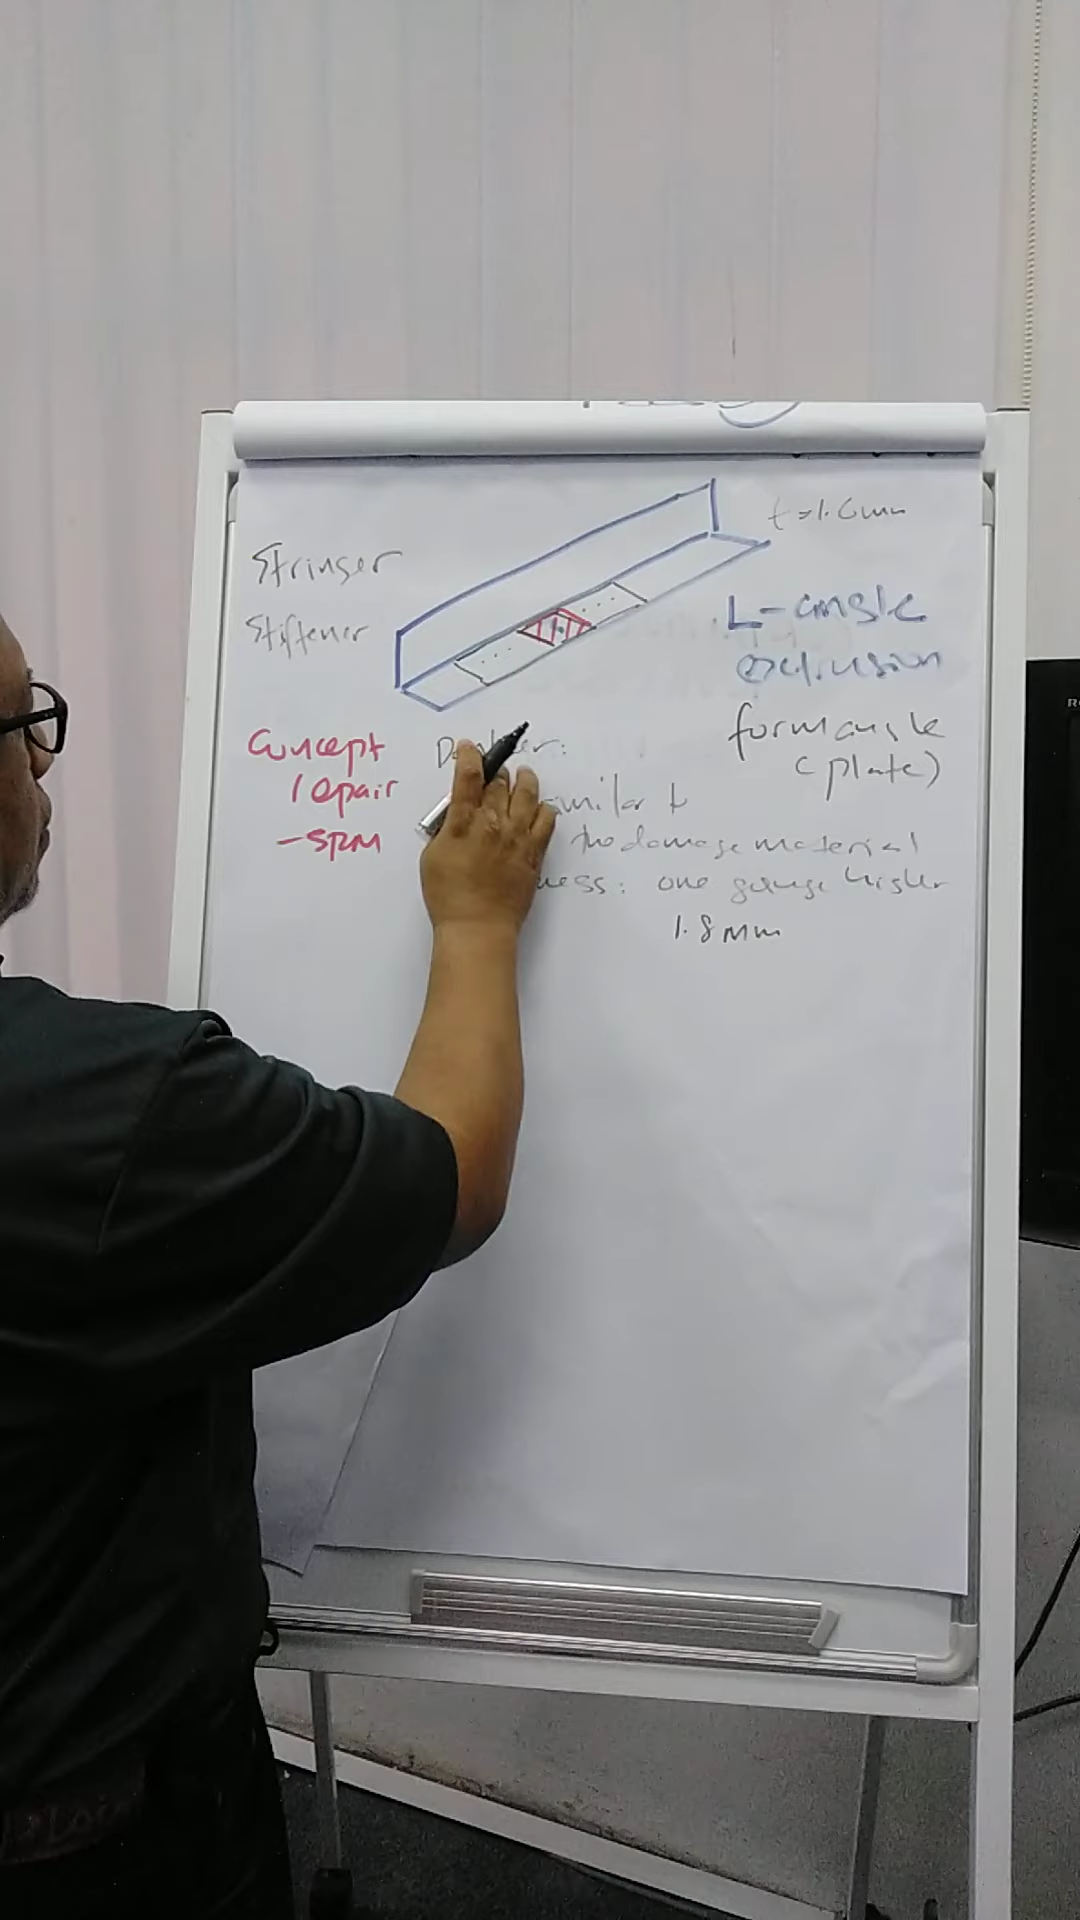 t=1.6mm
Stringer
Stiffener
L-angle
extrusion
form angle
(plate)
Concept
repair
-SRM
similar to
the damage material
one gauge higher
1.8mm